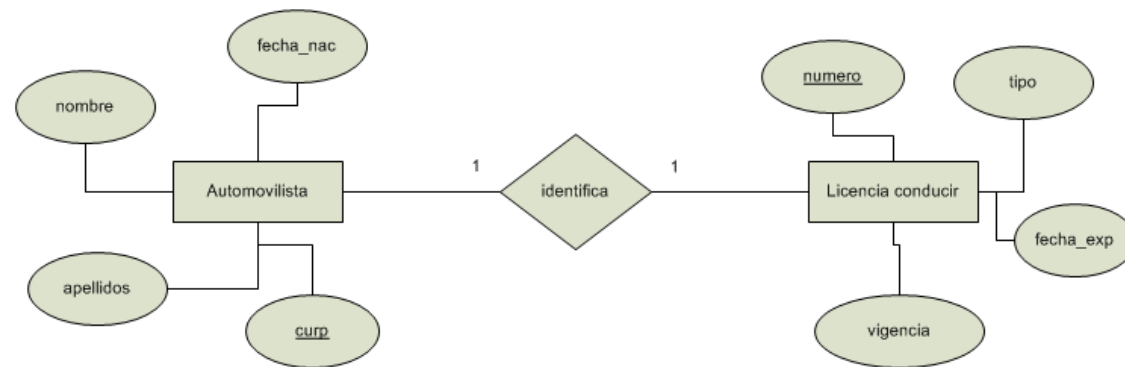 fecha_nac
numero
tipo
nombre
1
1
Automovilista
identifica
Licencia conducir
fecha_exp
apellidos
curp
vigencia